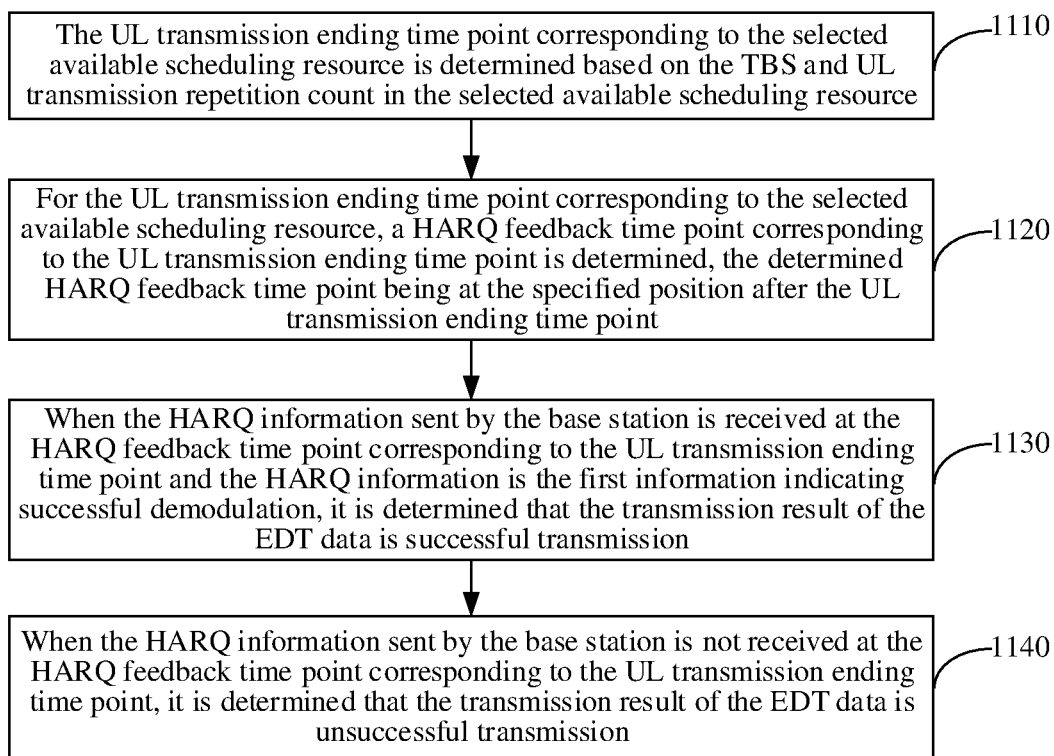 The UL transmission ending time point corresponding to the selected
available scheduling resource is determined based on the TBS and UL
transmission repetition count in the selected available scheduling resource
1110
For the UL transmission ending time point corresponding to the selected
available scheduling resource, a HARQ feedback time point corresponding
to the UL transmission ending time point is determined, the determined
HARQ feedback time point being at the specified position after the UL
transmission ending time point
1120
When the HARQ information sent by the base station is received at the
HARQ feedback time point corresponding to the UL transmission ending
time point and the HARQ information is the first information indicating
successful demodulation, it is determined that the transmission result of the
EDT data is successful transmission
1130
When the HARQ information sent by the base station is not received at the
HARQ feedback time point corresponding to the UL transmission ending
time point, it is determined that the transmission result of the EDT data is
unsuccessful transmission
1140